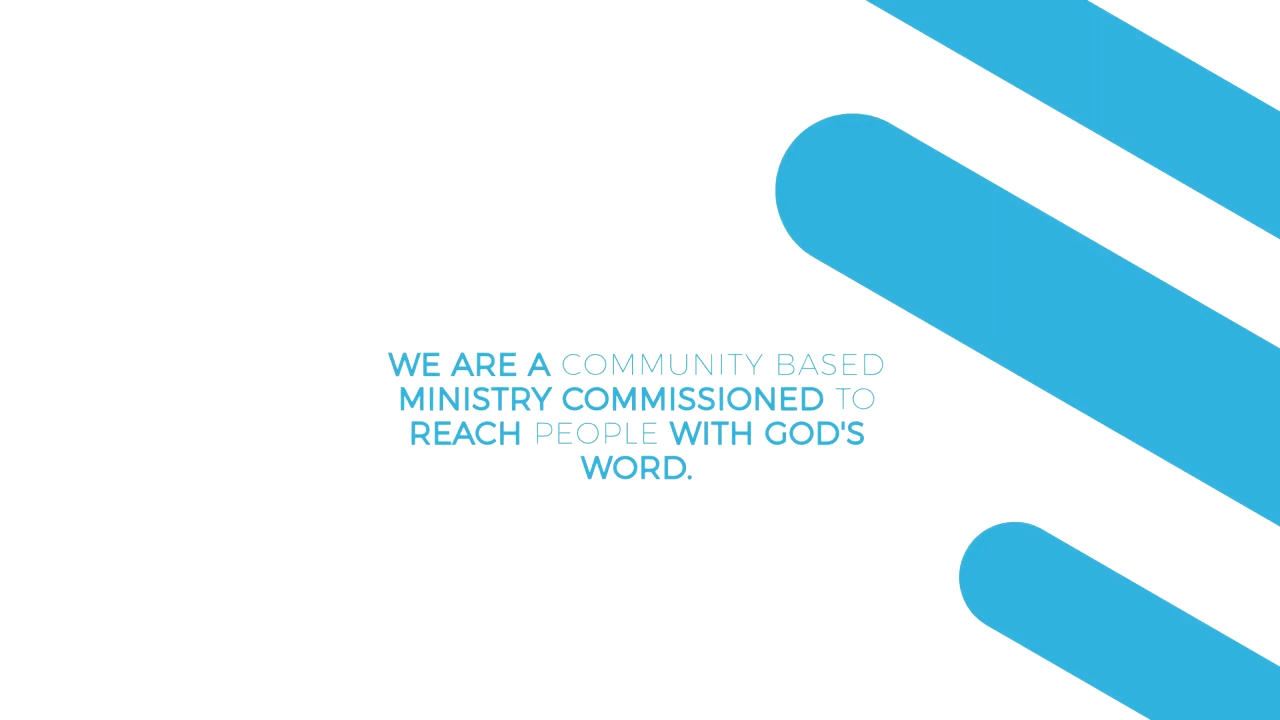 WE ARE A COMMUNITY BASED
MINISTRY COMMISSIONED TO
REACH PEOPLE WITH GOD'S
WORD.